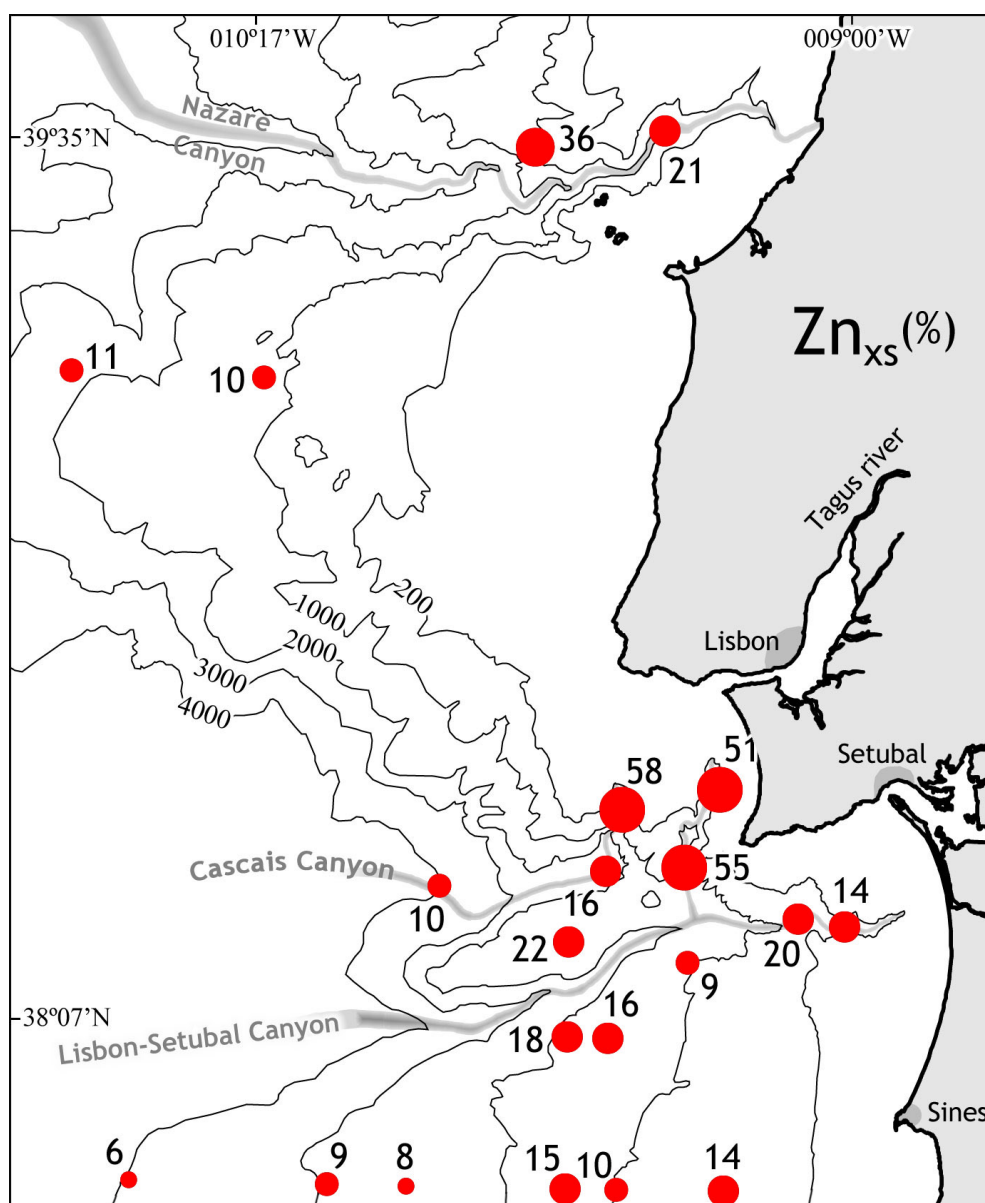 010º17'W
009º00'W
Nazare
Canyon
39º35'N
36
21
Znxs(%)
11
10
Tagus river
200
1000
2000
3000
4000
Lisbon
Setubal
51
58
55
Cascais Canyon
10
16
14
20
22
9
38º07'N
16
18
Lisbon-Setubal Canyon
Sines
6
9
8
15
10
14